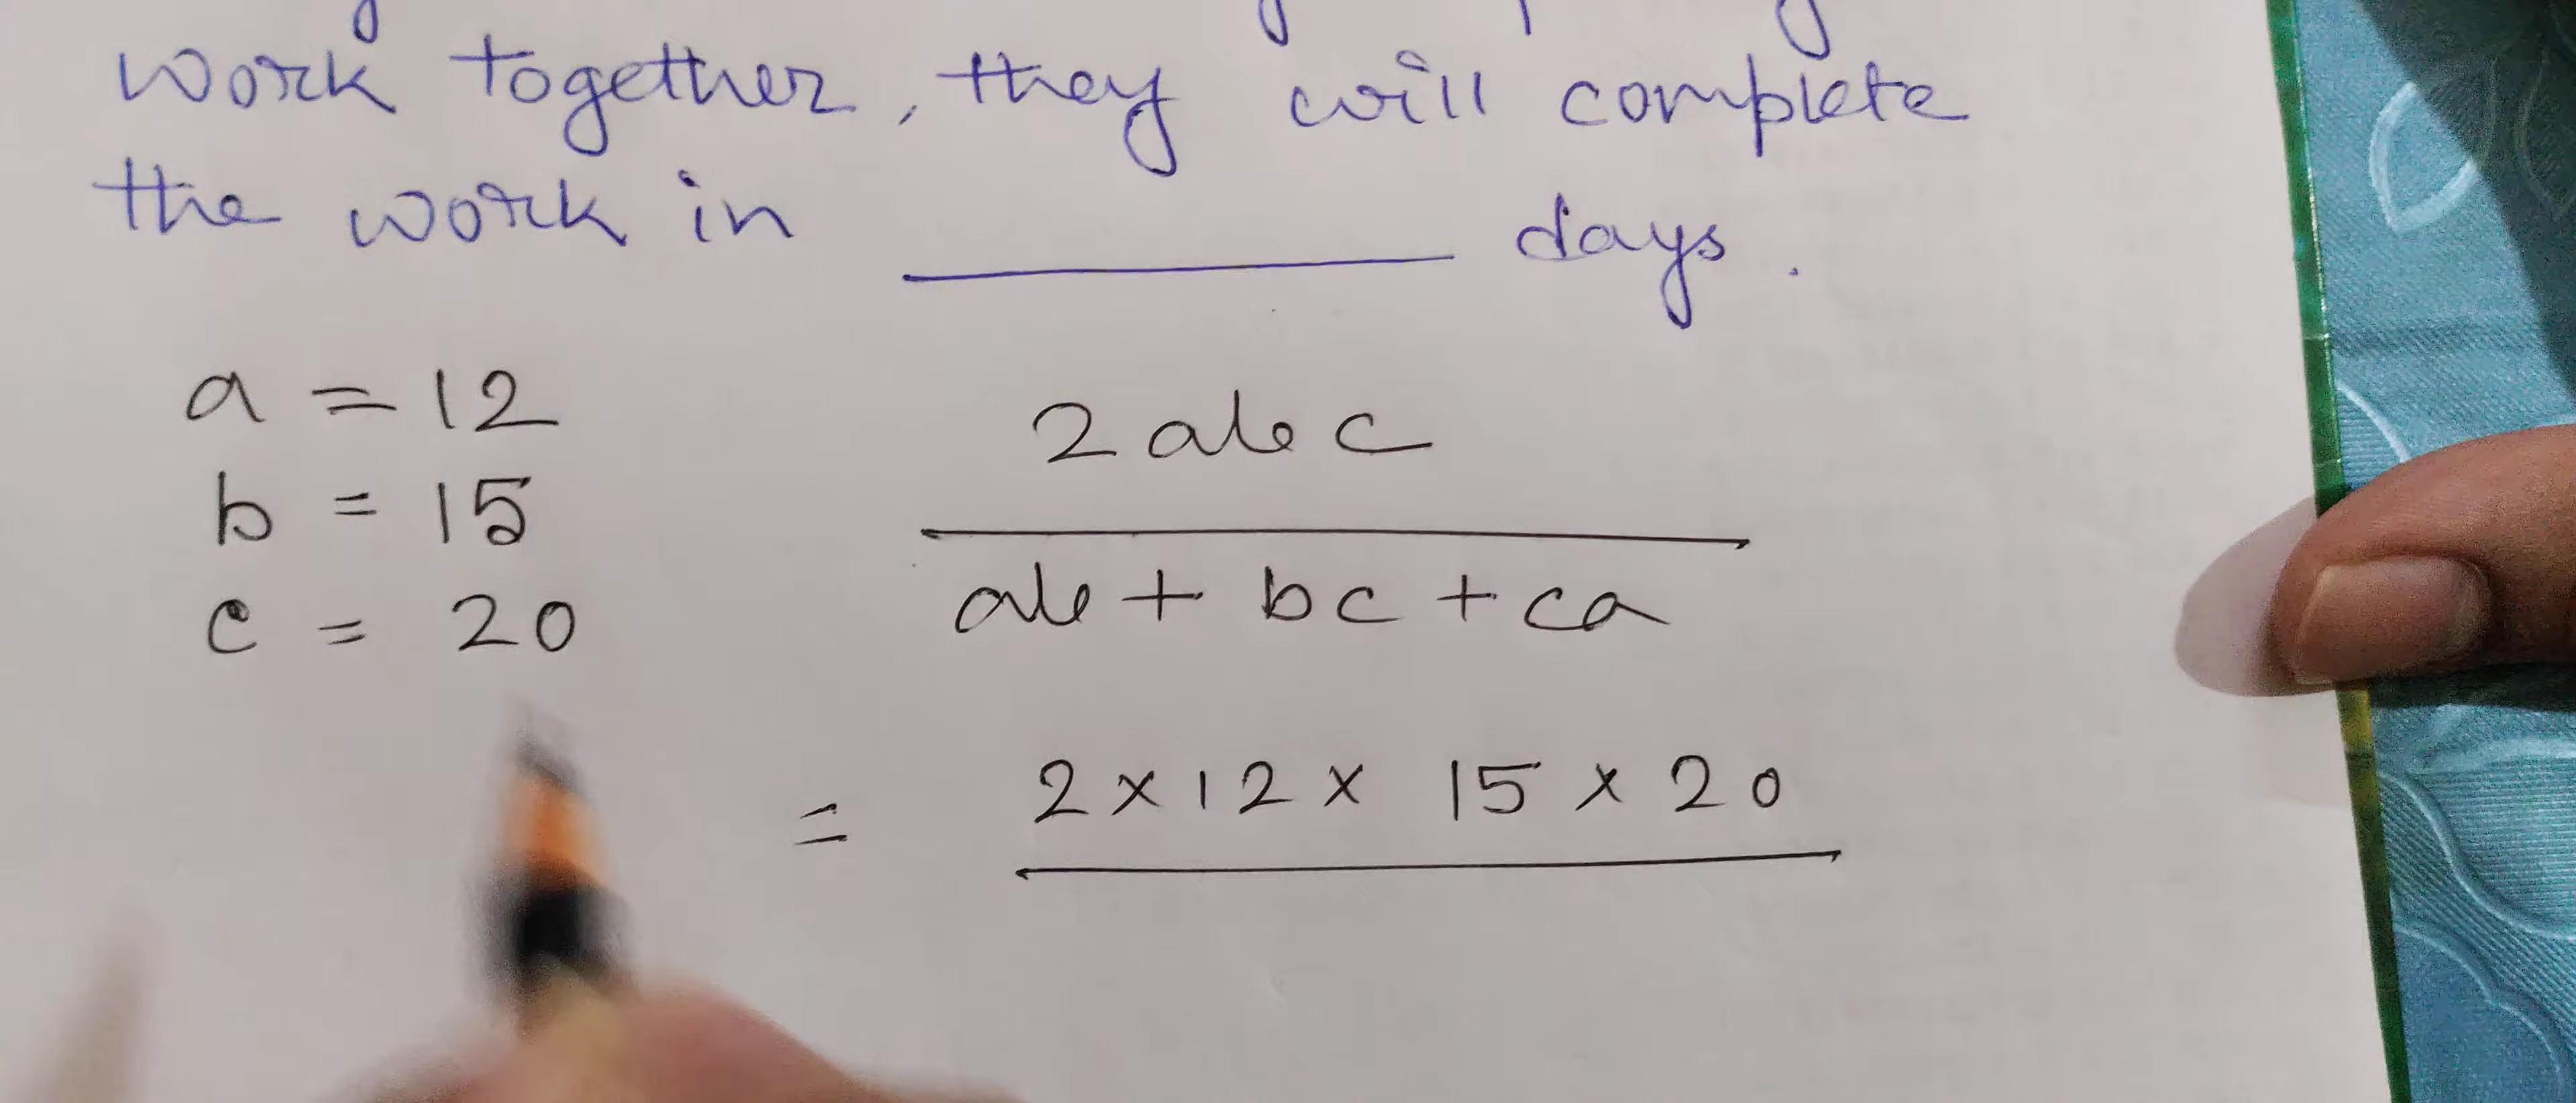 work together, they will complete
the work in ________ days.
a = 12
b = 15
c = 20
2abc
ab + bc + ca
= 2 × 12 × 15 × 20